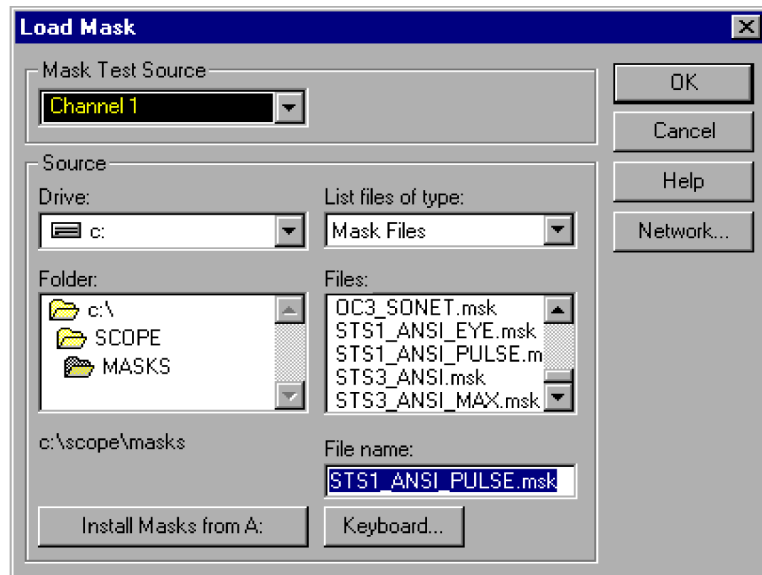 Load Mask
Mask Test Source
Channel 1
OK
Cancel
Help
Network...
Source
Drive:
c:
List files of type:
Mask Files
Folder:
c:\
SCOPE
MASKS
Files:
OC3_SONET.msk
STS1_ANSI_EYE.msk
STS1_ANSI_PULSE.m
STS3_ANSI.msk
STS3_ANSI_MAX.msk
c:\scope\masks
File name:
STS1_ANSI_PULSE.msk
Install Masks from A:
Keyboard...